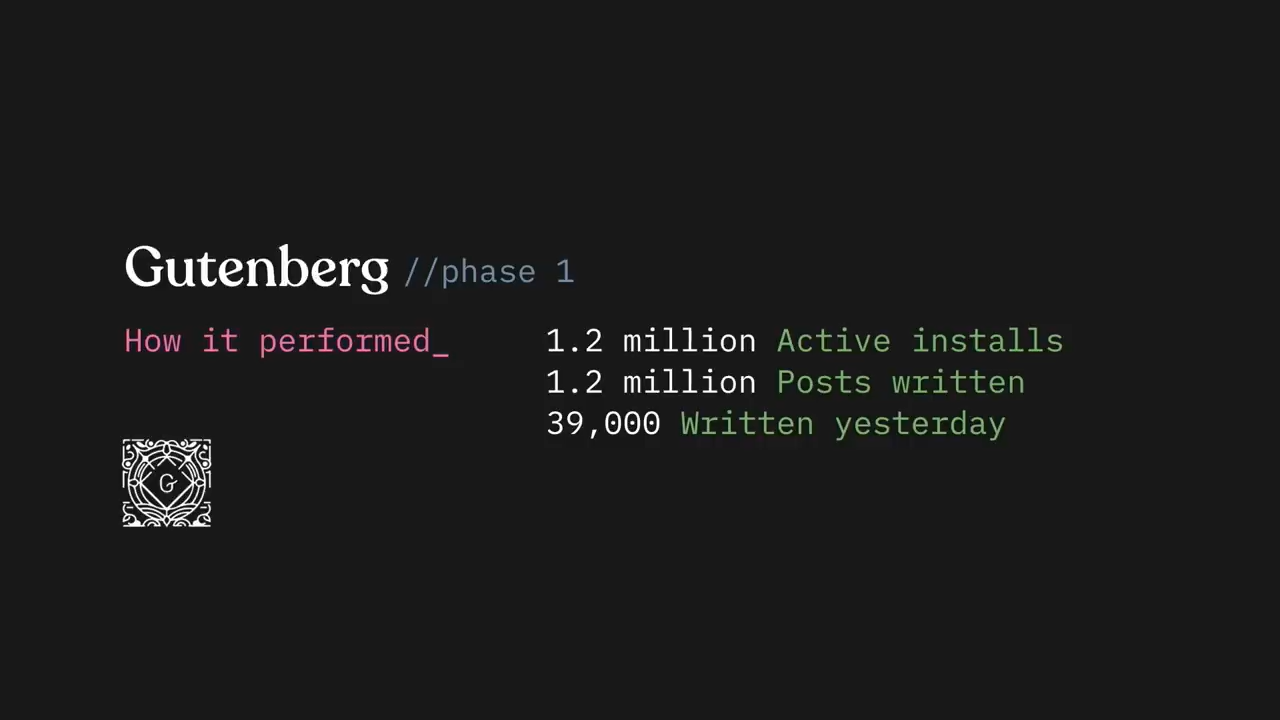 Gutenberg //phase 1
How it performed_
1.2 million Active installs
1.2 million Posts written
39,000 Written yesterday
G